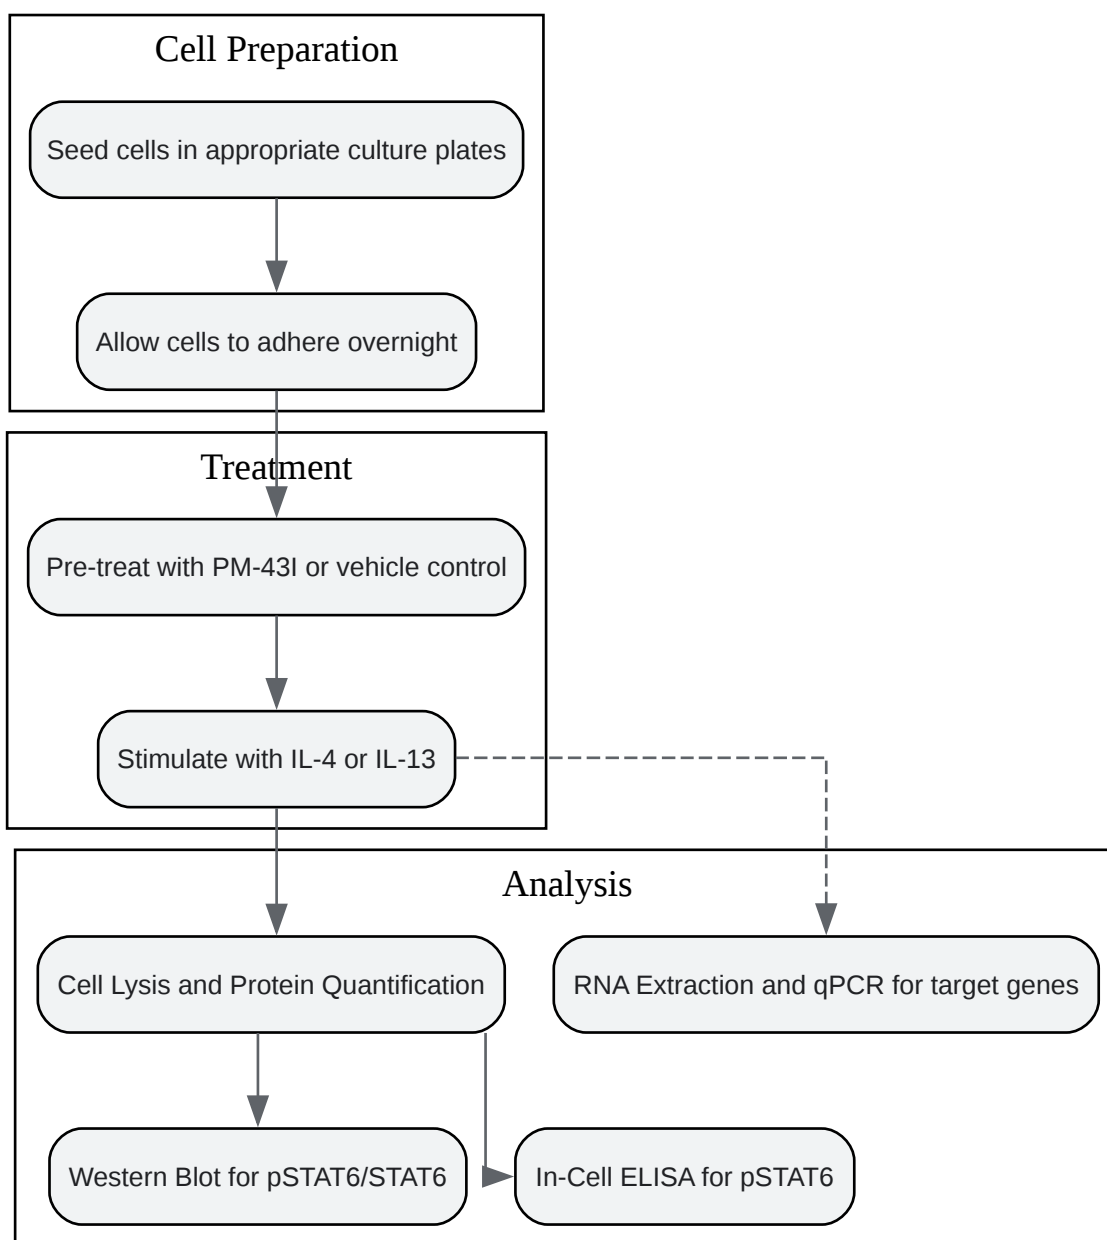 Cell Preparation
Seed cells in appropriate culture plates
Allow cells to adhere overnight
Treatment
Pre-treat with PM-43I or vehicle control
Stimulate with IL-4 or IL-13
Analysis
Cell Lysis and Protein Quantification
RNA Extraction and qPCR for target genes
Western Blot for pSTAT6/STAT6
In-Cell ELISA for pSTAT6